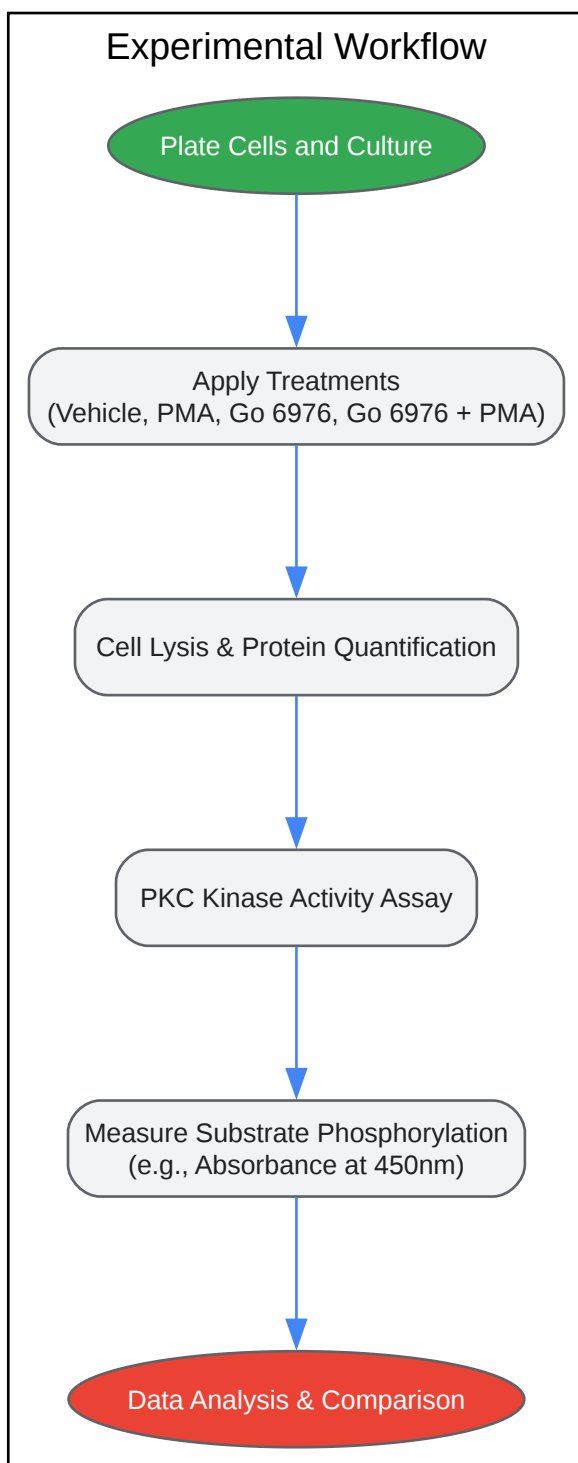 Experimental Workflow
Plate Cells and Culture
Apply Treatments
(Vehicle, PMA, Go 6976, Go 6976 + PMA)
Cell Lysis & Protein Quantification
PKC Kinase Activity Assay
Measure Substrate Phosphorylation
(e.g., Absorbance at 450nm)
Data Analysis & Comparison